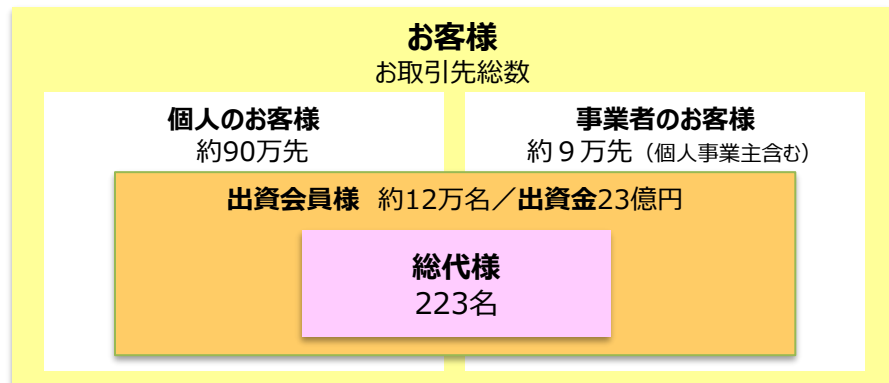 お客様
お取引先総数
個人のお客様
約90万先
事業者のお客様
約９万先（個人事業主含む）
出資会員様 約12万名／出資金23億円
総代様
223名